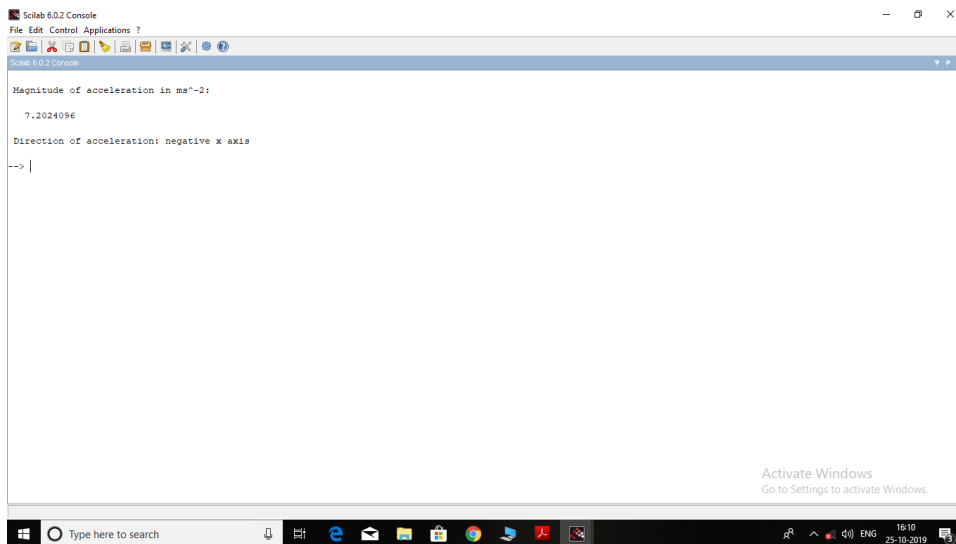 Scilab 6.0.2 Console
File Edit Control Applications ?
Scilab 6.0.2 Console
? ↗
Magnitude of acceleration in ms^-2:
7.2024096
Direction of acceleration: negative x axis
-->
Activate Windows
Go to Settings to activate Windows.
Type here to search
ENG
16:10
25-10-2019
3